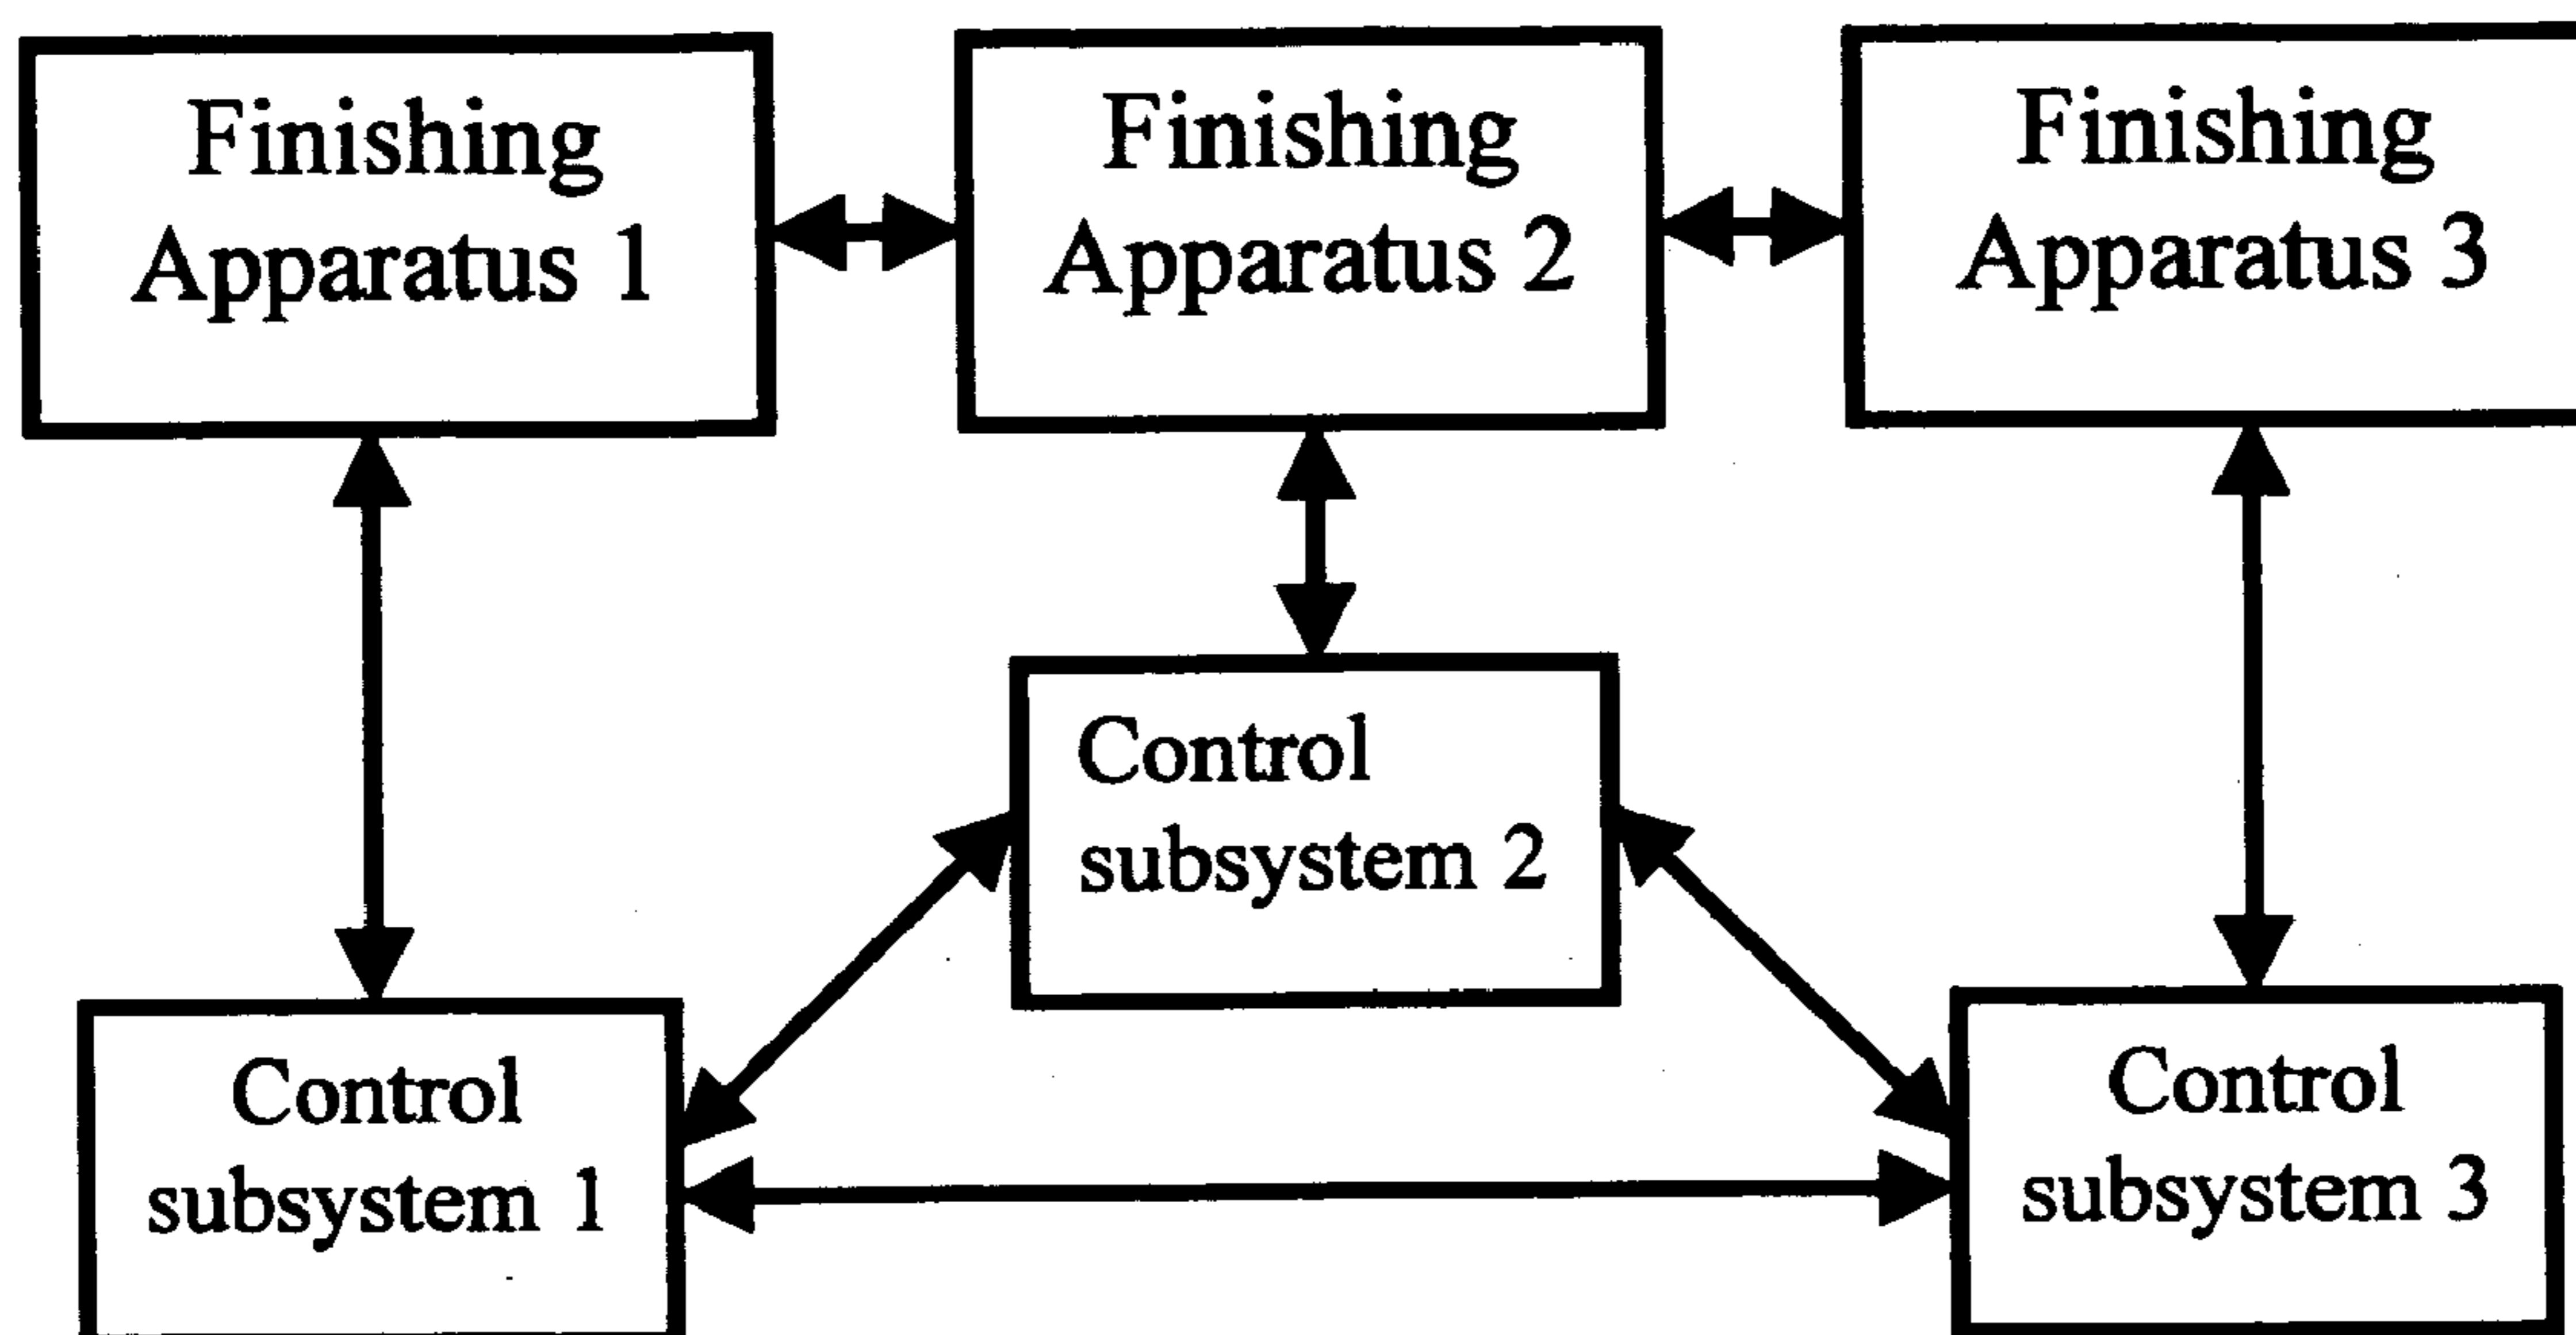 Finishing
Apparatus 1
Finishing
Apparatus 2
Finishing
Apparatus 3
Control
subsystem 2
Control
subsystem 1
Control
subsystem 3